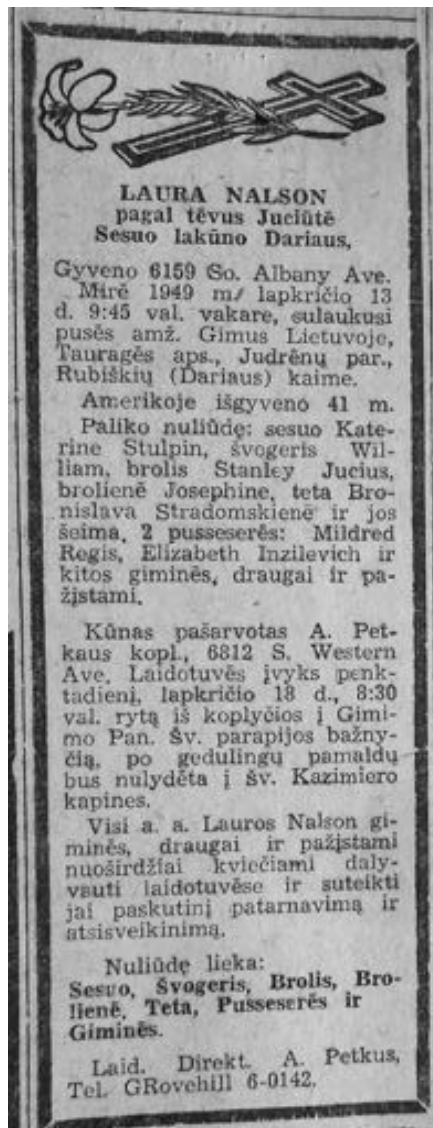 LAURA NALSON
pagal tėvus Juciūtė
Sesuo lakūno Dariaus,
Gyveno 6159 So. Albany Ave.
Mirė 1949 m. lapkričio 13
d. 9:45 val. vakare, sulaukusi
pusės amž. Gimus Lietuvoje,
Tauragės aps., Judrėnų par.,
Rubiškių (Dariaus) kaime.
Amerikoje išgyveno 41 m.
Paliko nuliūdę: sesuo Kate-
rine Stulpin, švogeris Wil-
liam, brolis Stanley Jucius,
brolienė Josephine, teta Bro-
nislava Stradomskienė ir jos
šeima, 2 pusseserės: Mildred
Regis, Elizabeth Inzilevich ir
kitos giminės, draugai ir pa-
žįstami.
Kūnas pašarvotas A. Pet-
kaus kopl., 6812 S. Western
Ave. Laidotuvės įvyks penk-
tadienį, lapkričio 18 d., 8:30
val. rytą iš koplyčios į Gimi-
mo Pan. Šv. parapijos bažny-
čią, po gedulingų pamaldų
bus nulydėta į šv. Kazimiero
kapines.
Visi a. a. Lauros Nalson gi-
minės, draugai ir pažįstami
nuoširdžiai kviečiami daly-
vauti laidotuvėse ir suteikti
jai paskutinį patarnavimą ir
atsisveikinimą.
Nuliūdę lieka:
Sesuo, Švogeris, Brolis, Bro-
lienė, Teta, Pusseserės ir
Giminės.
Laid. Direkt. A. Petkus,
Tel. GRovehill 6-0142.